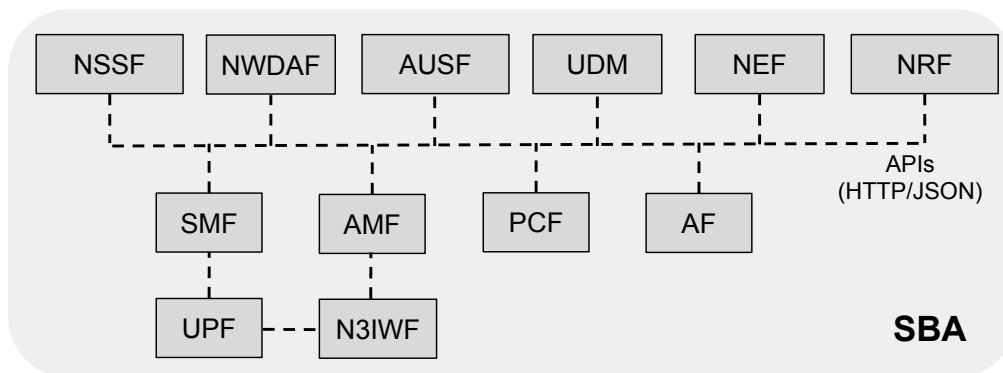 NSSF
NWDAF
AUSF
UDM
NEF
NRF
APIs
(HTTP/JSON)
SMF
AMF
PCF
AF
UPF
N3IWF
SBA